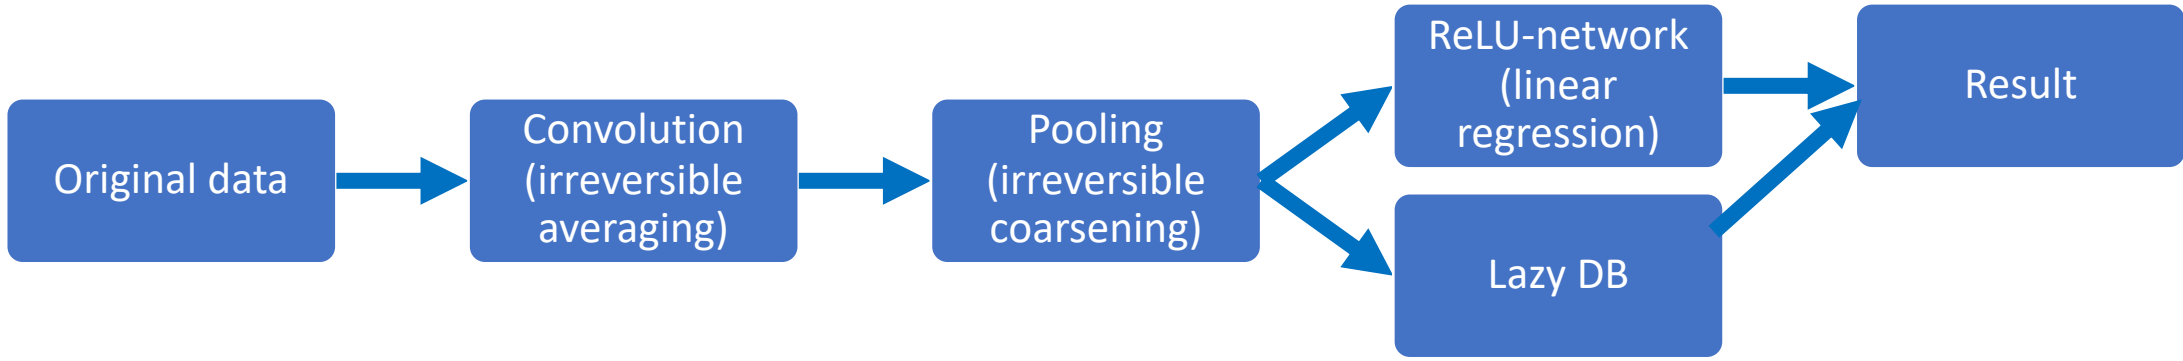 Original data
Convolution
(irreversible
averaging)
Pooling
(irreversible
coarsening)
ReLU-network
(linear
regression)
Lazy DB
Result